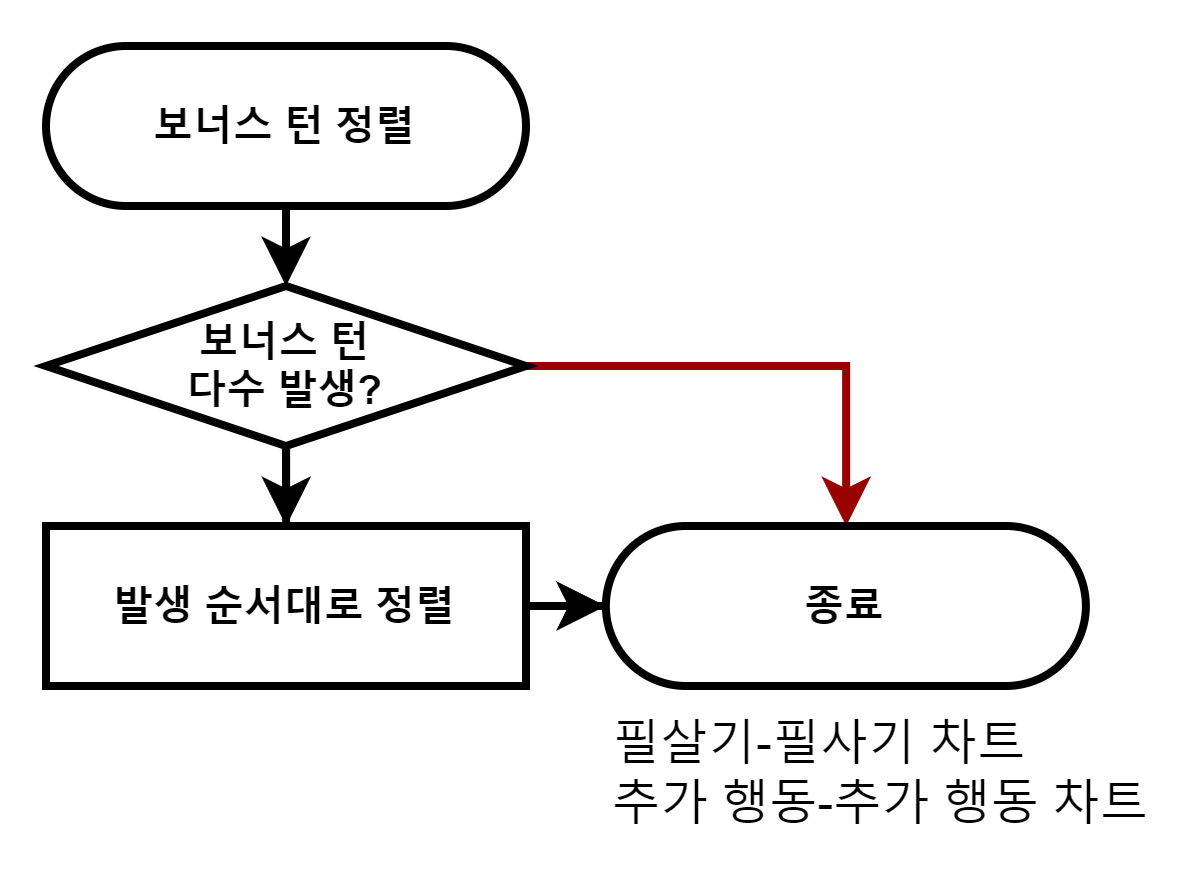 보너스 턴 정렬
보너스 턴
다수 발생?
발생 순서대로 정렬
종료
필살기-필사기 차트
추가 행동-추가 행동 차트